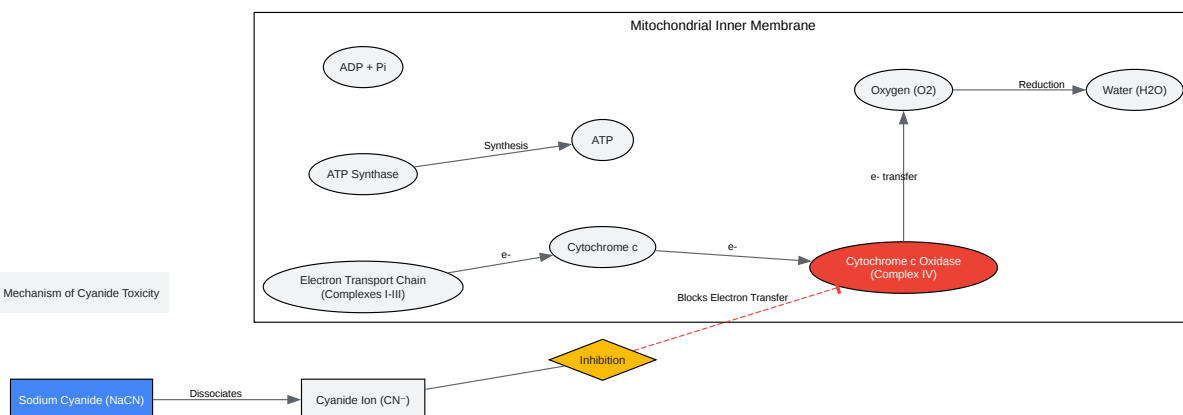 Mitochondrial Inner Membrane
ADP + Pi
Oxygen (O2)
Reduction
Water (H2O)
Synthesis
ATP
ATP Synthase
e- transfer
Electron Transport Chain
(Complexes I-III)
e-
Cytochrome c
e-
Cytochrome c Oxidase
(Complex IV)
Mechanism of Cyanide Toxicity
Blocks Electron Transfer
Inhibition
Sodium Cyanide (NaCN)
Dissociates
Cyanide Ion (CN⁻)